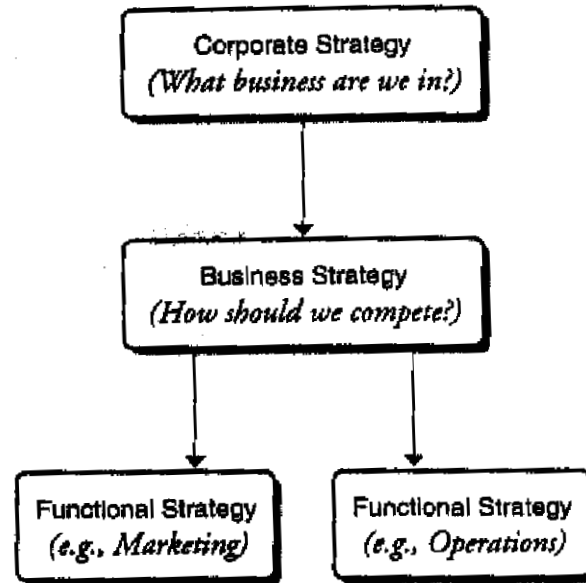 Corporate Strategy
(What business are we in?)
Business Strategy
(How should we compete?)
Functional Strategy
(e.g., Marketing)
Functional Strategy
(e.g., Operations)